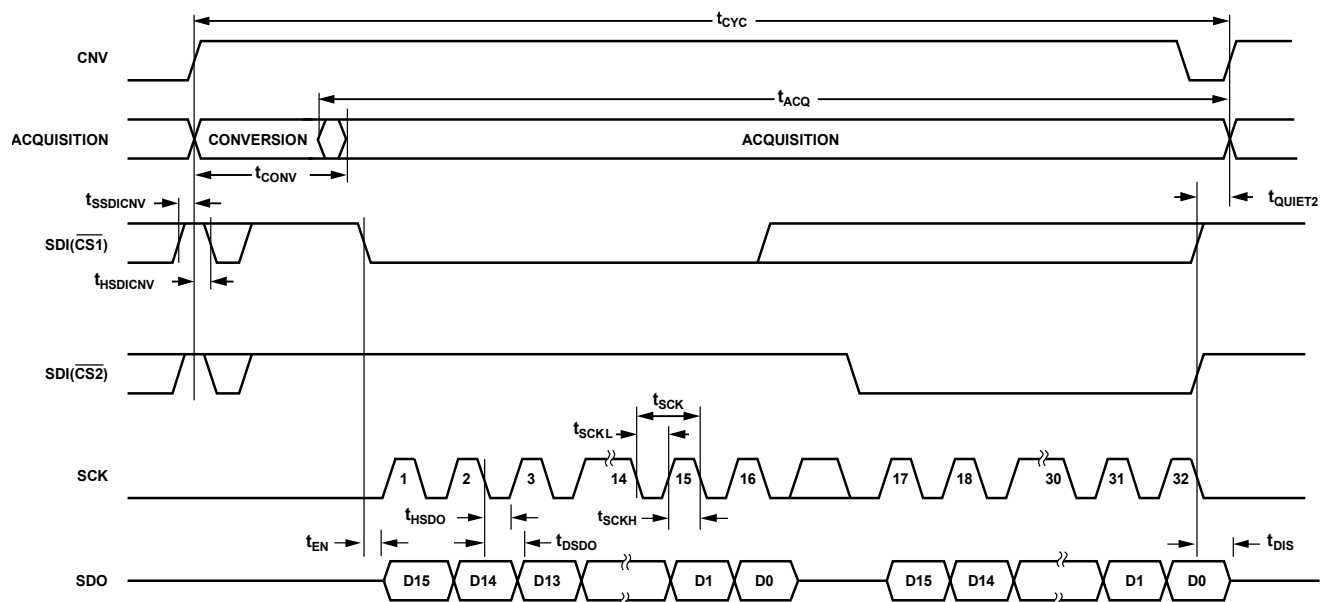 tCYC
CNV
tACQ
ACQUISITION
CONVERSION
ACQUISITION
tCONV
tSSDICNV
tQUIET2
SDI(CS1)
tHSDICNV
SDI(CS2)
tSCK
tSCKL
SCK
1 2 3 14 15 16 17 18 30 31 32
tHSDO
tSCKH
tEN
tDSDO
tDIS
SDO
D15 D14 D13 D1 D0 D15 D14 D1 D0